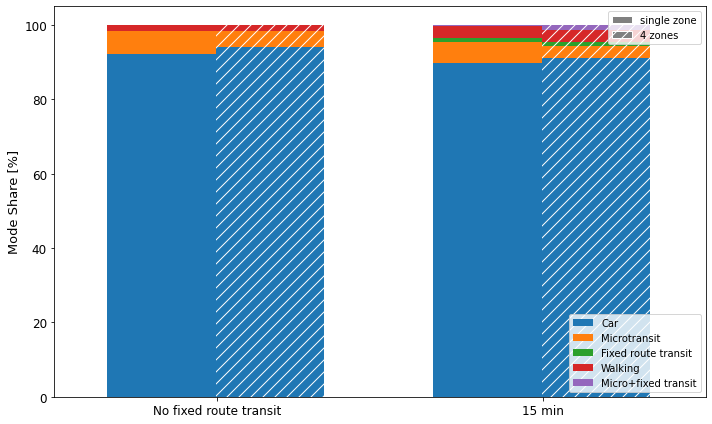 100
80
60
40
20
0
Mode Share [%]
single zone
4 zones
Car
Microtransit
Fixed route transit
Walking
Micro+fixed transit
No fixed route transit
15 min